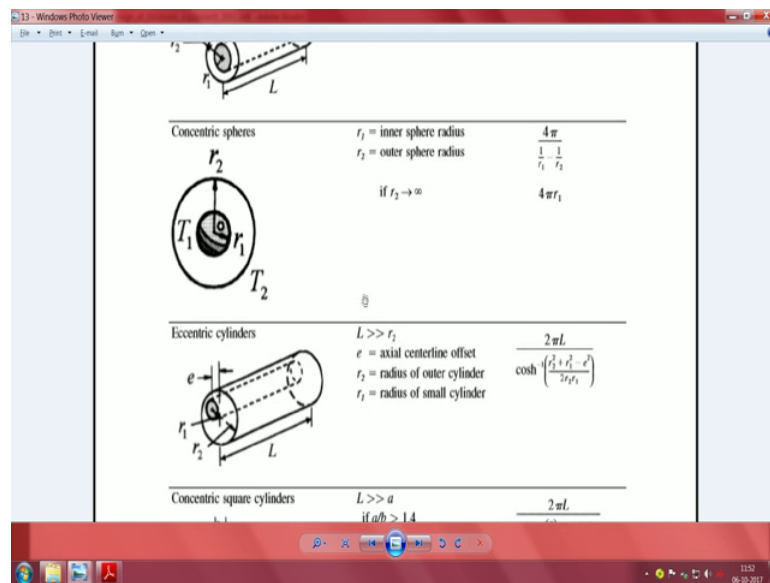 13 - Windows Photo Viewer
File Print E-mail Burn Open
r2
r1
L
Concentric spheres
r1 = inner sphere radius
r2 = outer sphere radius
4π
1/r1 - 1/r2
if r2 → ∞
4πr1
r2
T1
r1
T2
Eccentric cylinders
L >> r2
e = axial centerline offset
r2 = radius of outer cylinder
r1 = radius of small cylinder
2πL
cosh⁻¹((r2² + r1² - e²)/2r2r1)
e
r1
r2
L
Concentric square cylinders
L >> a
if a/b > 1.4
2πL
11:52
06-10-2017